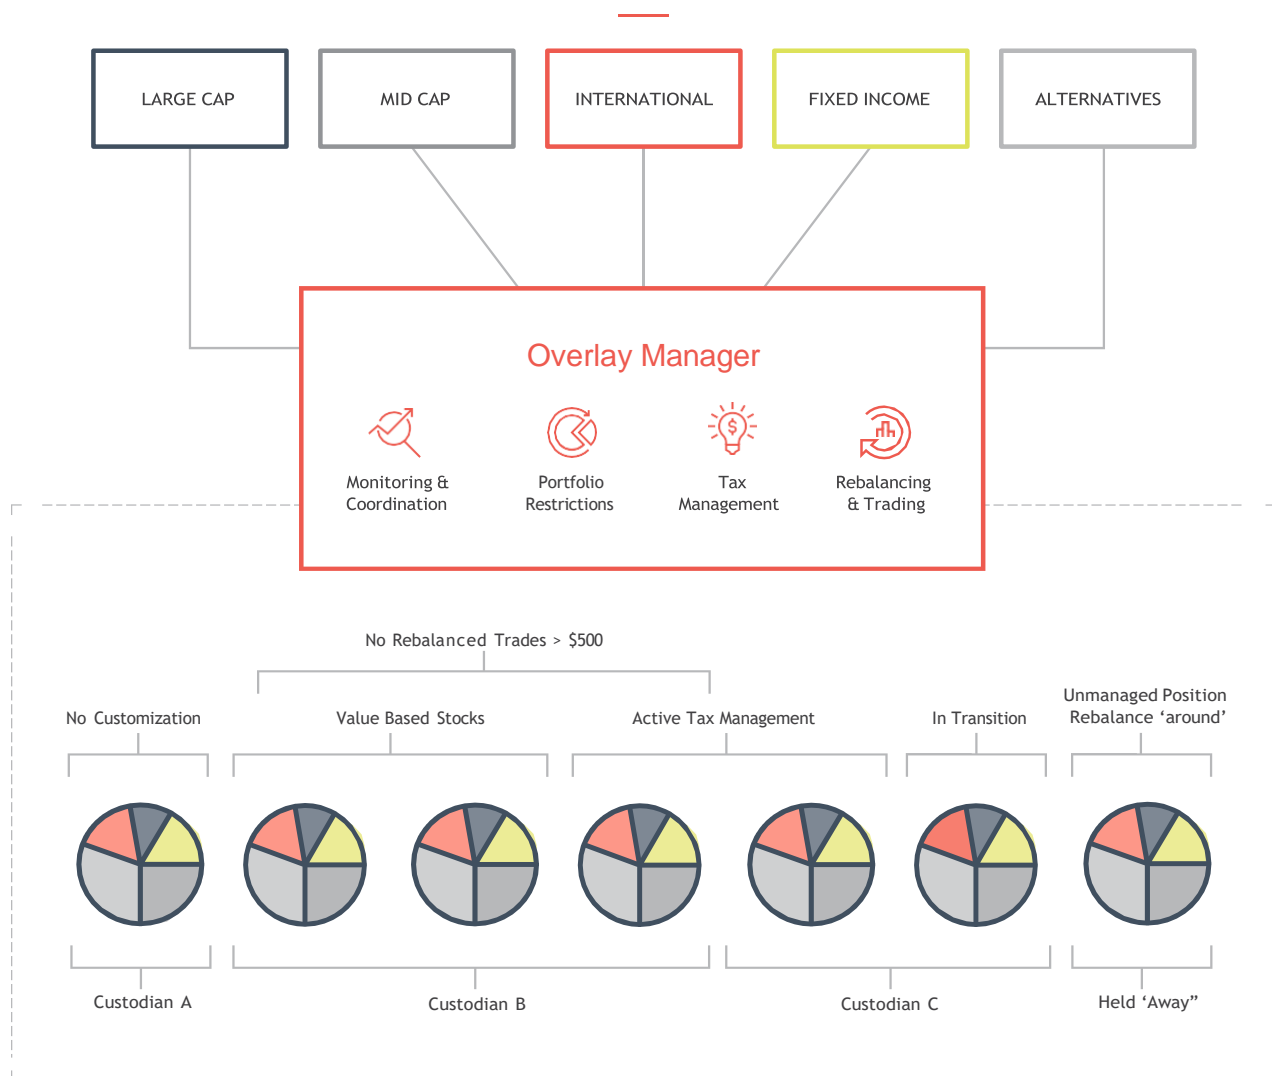 LARGE CAP
MID CAP
INTERNATIONAL
FIXED INCOME
ALTERNATIVES
Overlay Manager
$
Monitoring &
Coordination
Portfolio
Restrictions
Tax
Management
Rebalancing
& Trading
No Rebalanced Trades > $500
No Customization
Value Based Stocks
Active Tax Management
In Transition
Unmanaged Position
Rebalance ‘around’
Custodian A
Custodian B
Custodian C
Held ‘Away”